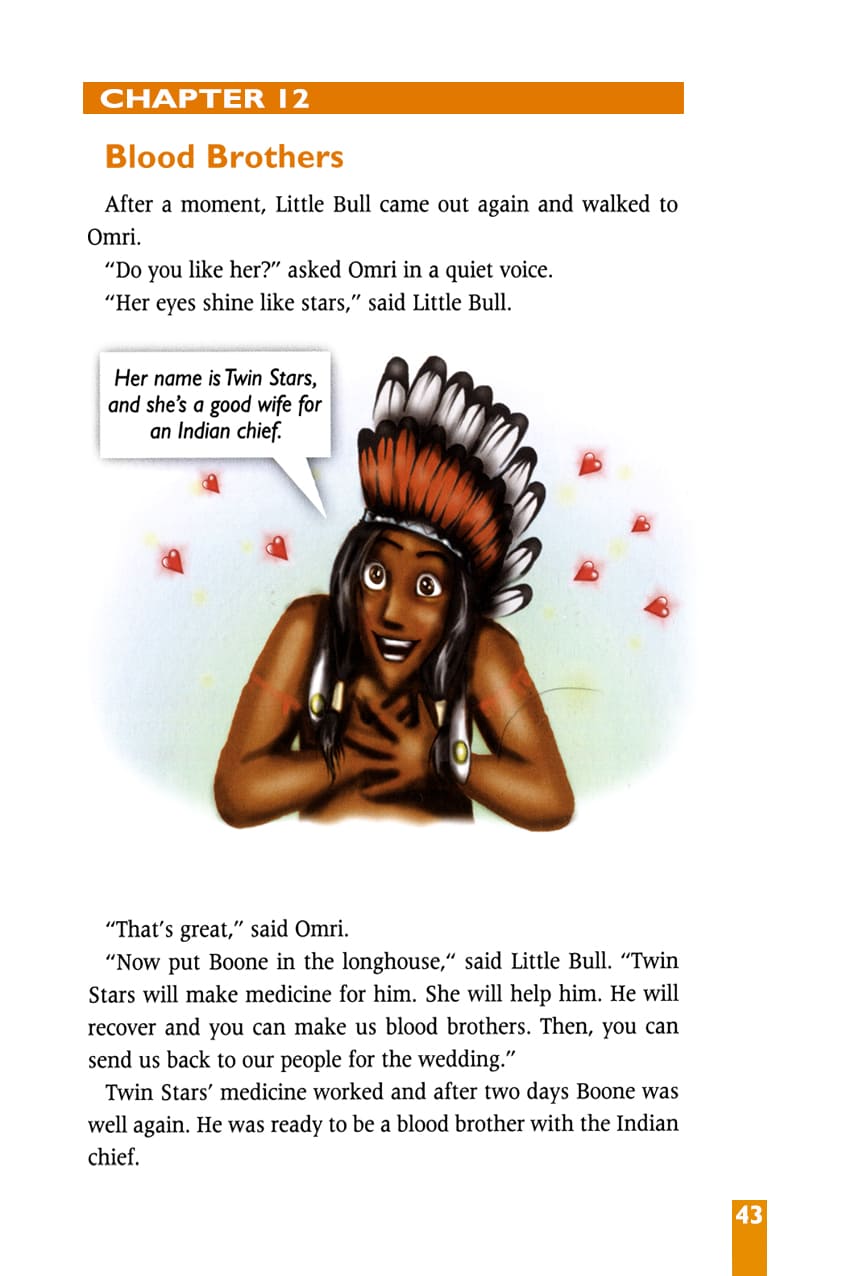 CHAPTER 12
Blood Brothers
After a moment, Little Bull came out again and walked to
Omri.
“Do you like her?” asked Omri in a quiet voice.
“Her eyes shine like stars,” said Little Bull.
Her name is Twin Stars,
and she’s a good wife for
an Indian chief.
“That’s great,” said Omri.
“Now put Boone in the longhouse,“ said Little Bull. “Twin
Stars will make medicine for him. She will help him. He will
recover and you can make us blood brothers. Then, you can
send us back to our people for the wedding.”
Twin Stars’ medicine worked and after two days Boone was
well again. He was ready to be a blood brother with the Indian
chief.
43